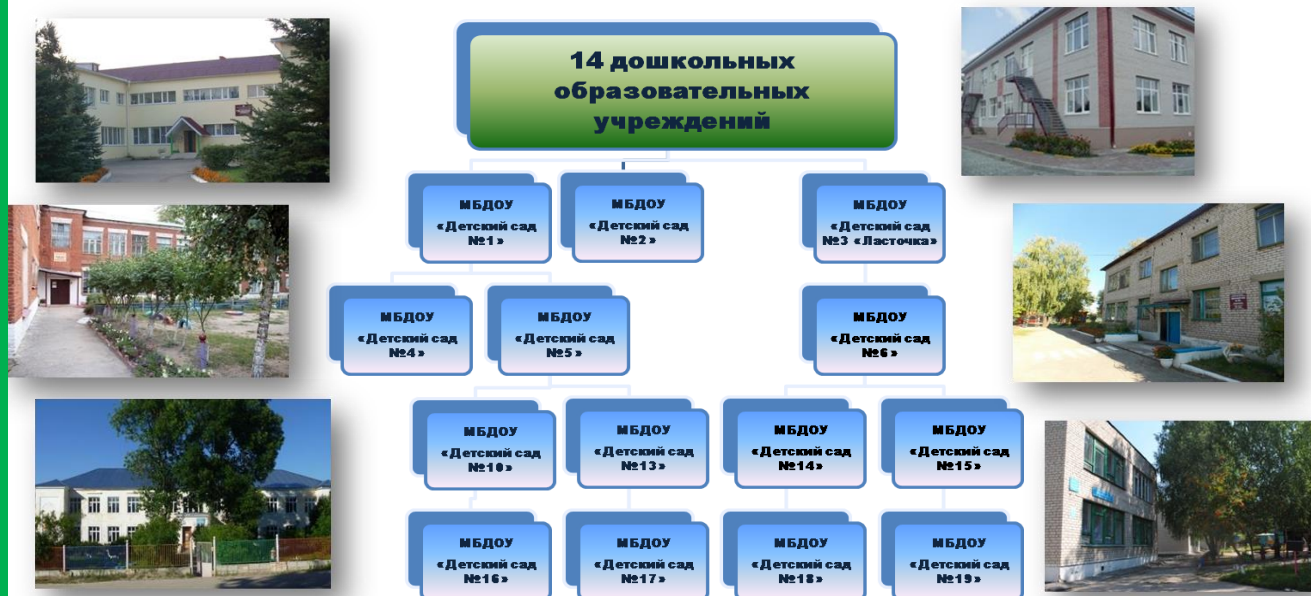 14 дошкольных
образовательных
учреждений
МБДОУ
«Детский сад
№1»
МБДОУ
«Детский сад
№2»
МБДОУ
«Детский сад
№3 «Ласточка»
МБДОУ
«Детский сад
№4»
МБДОУ
«Детский сад
№5»
МБДОУ
«Детский сад
№6»
МБДОУ
«Детский сад
№10»
МБДОУ
«Детский сад
№13»
МБДОУ
«Детский сад
№14»
МБДОУ
«Детский сад
№15»
МБДОУ
«Детский сад
№16»
МБДОУ
«Детский сад
№17»
МБДОУ
«Детский сад
№18»
МБДОУ
«Детский сад
№19»